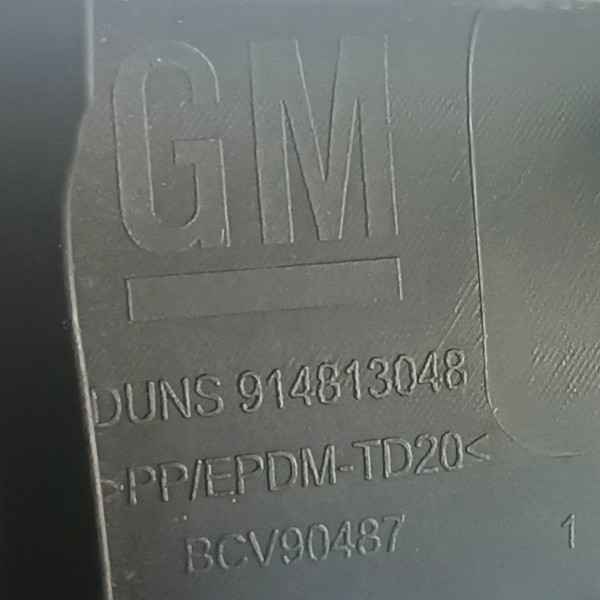 GM
DUNS 914813048
>PP/EPDM-TD20<
BCV90487 1